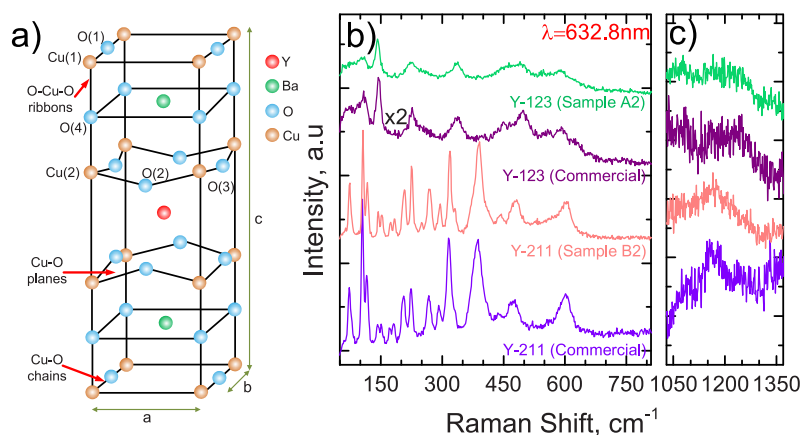 a)
O(1)
Cu(1)
O-Cu-O
ribbons
O(4)
Cu(2)
O(2)
O(3)
Cu-O
planes
Cu-O
chains
a
b
c
Y
Ba
O
Cu
b)
λ=632.8nm
Y-123 (Sample A2)
x2
Y-123 (Commercial)
Y-211 (Sample B2)
Y-211 (Commercial)
Intensity, a.u
150 300 450 600
c)
1050 1200 1350
Raman Shift, cm-1